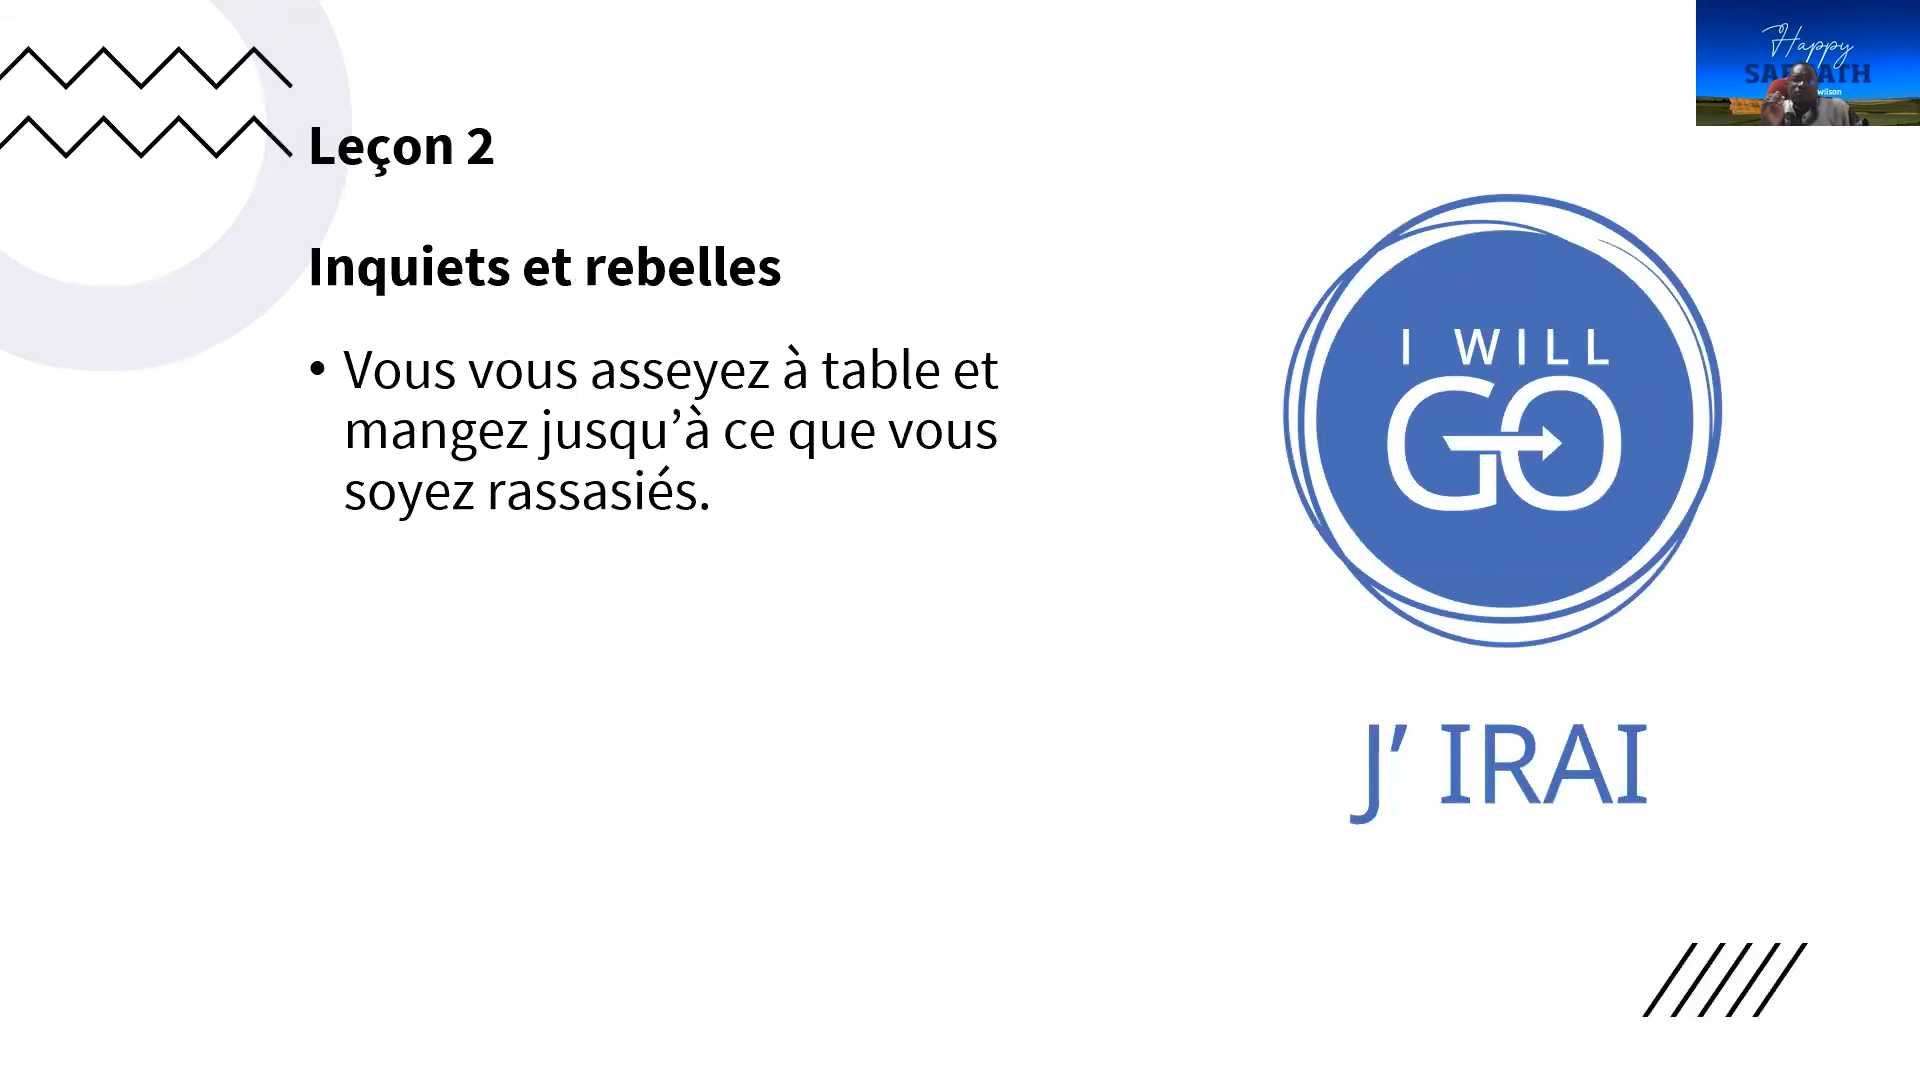 Leçon 2
Inquiets et rebelles
• Vous vous asseyez à table et
mangez jusqu’à ce que vous
soyez rassasiés.
Happy
SABBATH
wilson
I WILL
GO
J’ IRAI